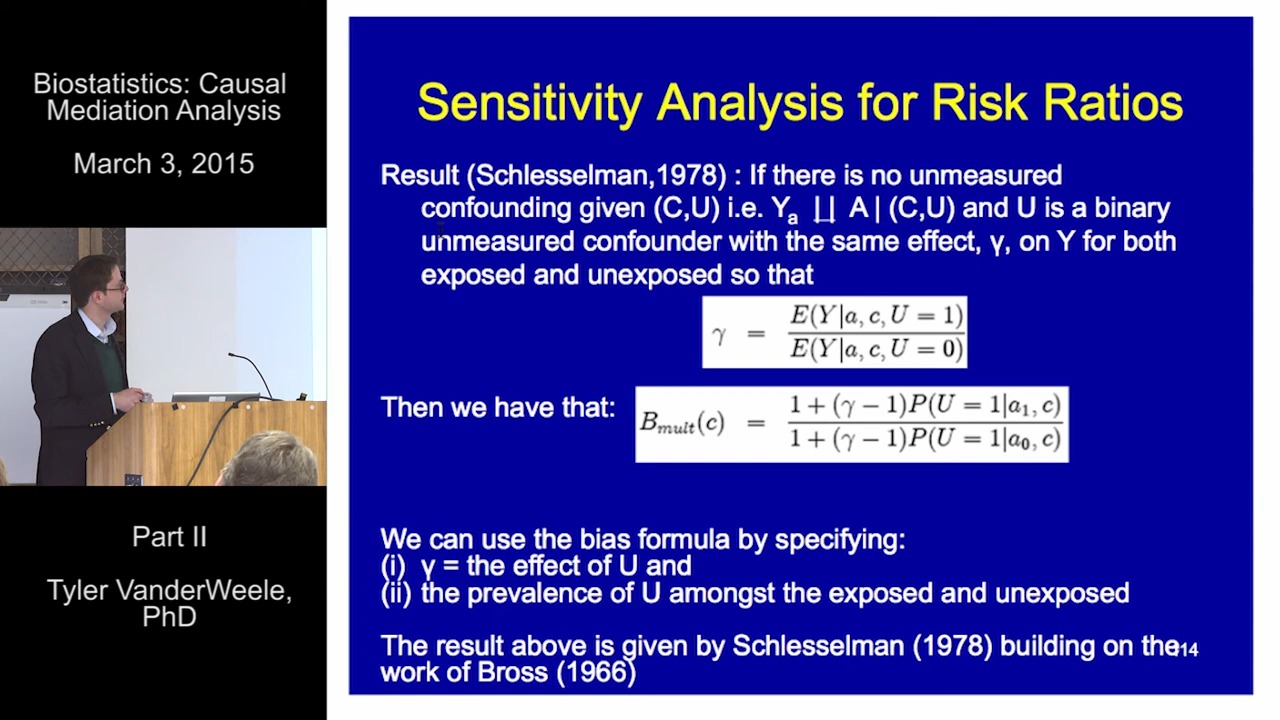 Biostatistics: Causal
Mediation Analysis
March 3, 2015
Part II
Tyler VanderWeele,
PhD
Sensitivity Analysis for Risk Ratios
Result (Schlesselman,1978) : If there is no unmeasured
confounding given (C,U) i.e. Yₐ ∐ A | (C,U) and U is a binary
unmeasured confounder with the same effect, γ, on Y for both
exposed and unexposed so that
γ = E(Y|a, c, U = 1) / E(Y|a, c, U = 0)
Then we have that: B_mult(c) = 1 + (γ − 1)P(U = 1|a₁, c) / 1 + (γ − 1)P(U = 1|a₀, c)
We can use the bias formula by specifying:
(i) γ = the effect of U and
(ii) the prevalence of U amongst the exposed and unexposed
The result above is given by Schlesselman (1978) building on the
work of Bross (1966)